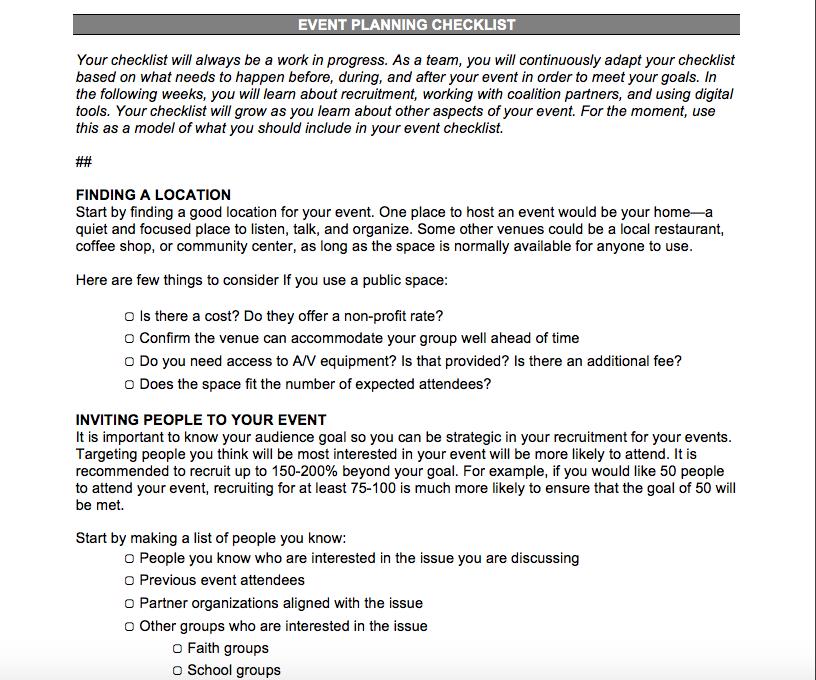 EVENT PLANNING CHECKLIST
Your checklist will always be a work in progress. As a team, you will continuously adapt your checklist
based on what needs to happen before, during, and after your event in order to meet your goals. In
the following weeks, you will learn about recruitment, working with coalition partners, and using digital
tools. Your checklist will grow as you learn about other aspects of your event. For the moment, use
this as a model of what you should include in your event checklist.
##
FINDING A LOCATION
Start by finding a good location for your event. One place to host an event would be your home—a
quiet and focused place to listen, talk, and organize. Some other venues could be a local restaurant,
coffee shop, or community center, as long as the space is normally available for anyone to use.
Here are few things to consider If you use a public space:
▢ Is there a cost? Do they offer a non-profit rate?
▢ Confirm the venue can accommodate your group well ahead of time
▢ Do you need access to A/V equipment? Is that provided? Is there an additional fee?
▢ Does the space fit the number of expected attendees?
INVITING PEOPLE TO YOUR EVENT
It is important to know your audience goal so you can be strategic in your recruitment for your events.
Targeting people you think will be most interested in your event will be more likely to attend. It is
recommended to recruit up to 150-200% beyond your goal. For example, if you would like 50 people
to attend your event, recruiting for at least 75-100 is much more likely to ensure that the goal of 50 will
be met.
Start by making a list of people you know:
▢ People you know who are interested in the issue you are discussing
▢ Previous event attendees
▢ Partner organizations aligned with the issue
▢ Other groups who are interested in the issue
▢ Faith groups
▢ School groups